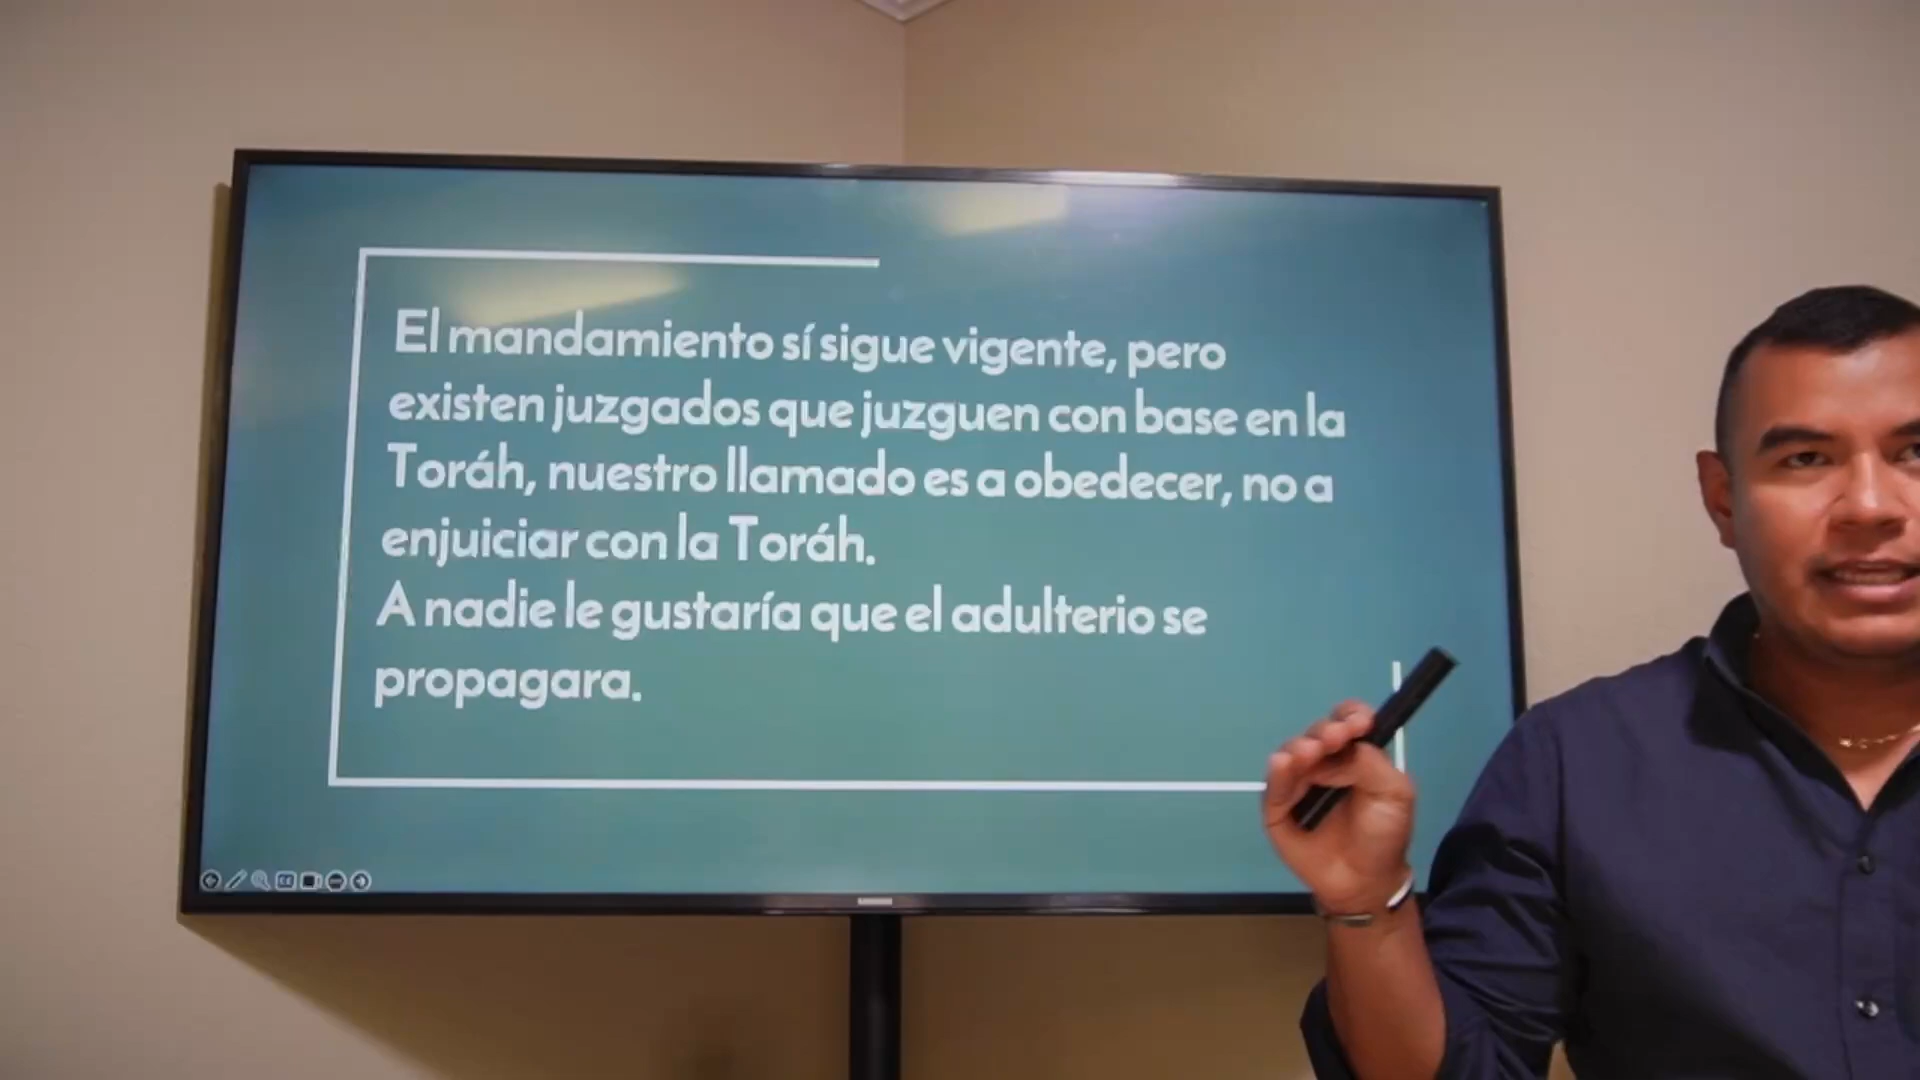 El mandamiento sí sigue vigente, pero
existen juzgados que juzguen con base en la
Toráh, nuestro llamado es a obedecer, no a
enjuiciar con la Toráh.
A nadie le gustaría que el adulterio se
propagara.